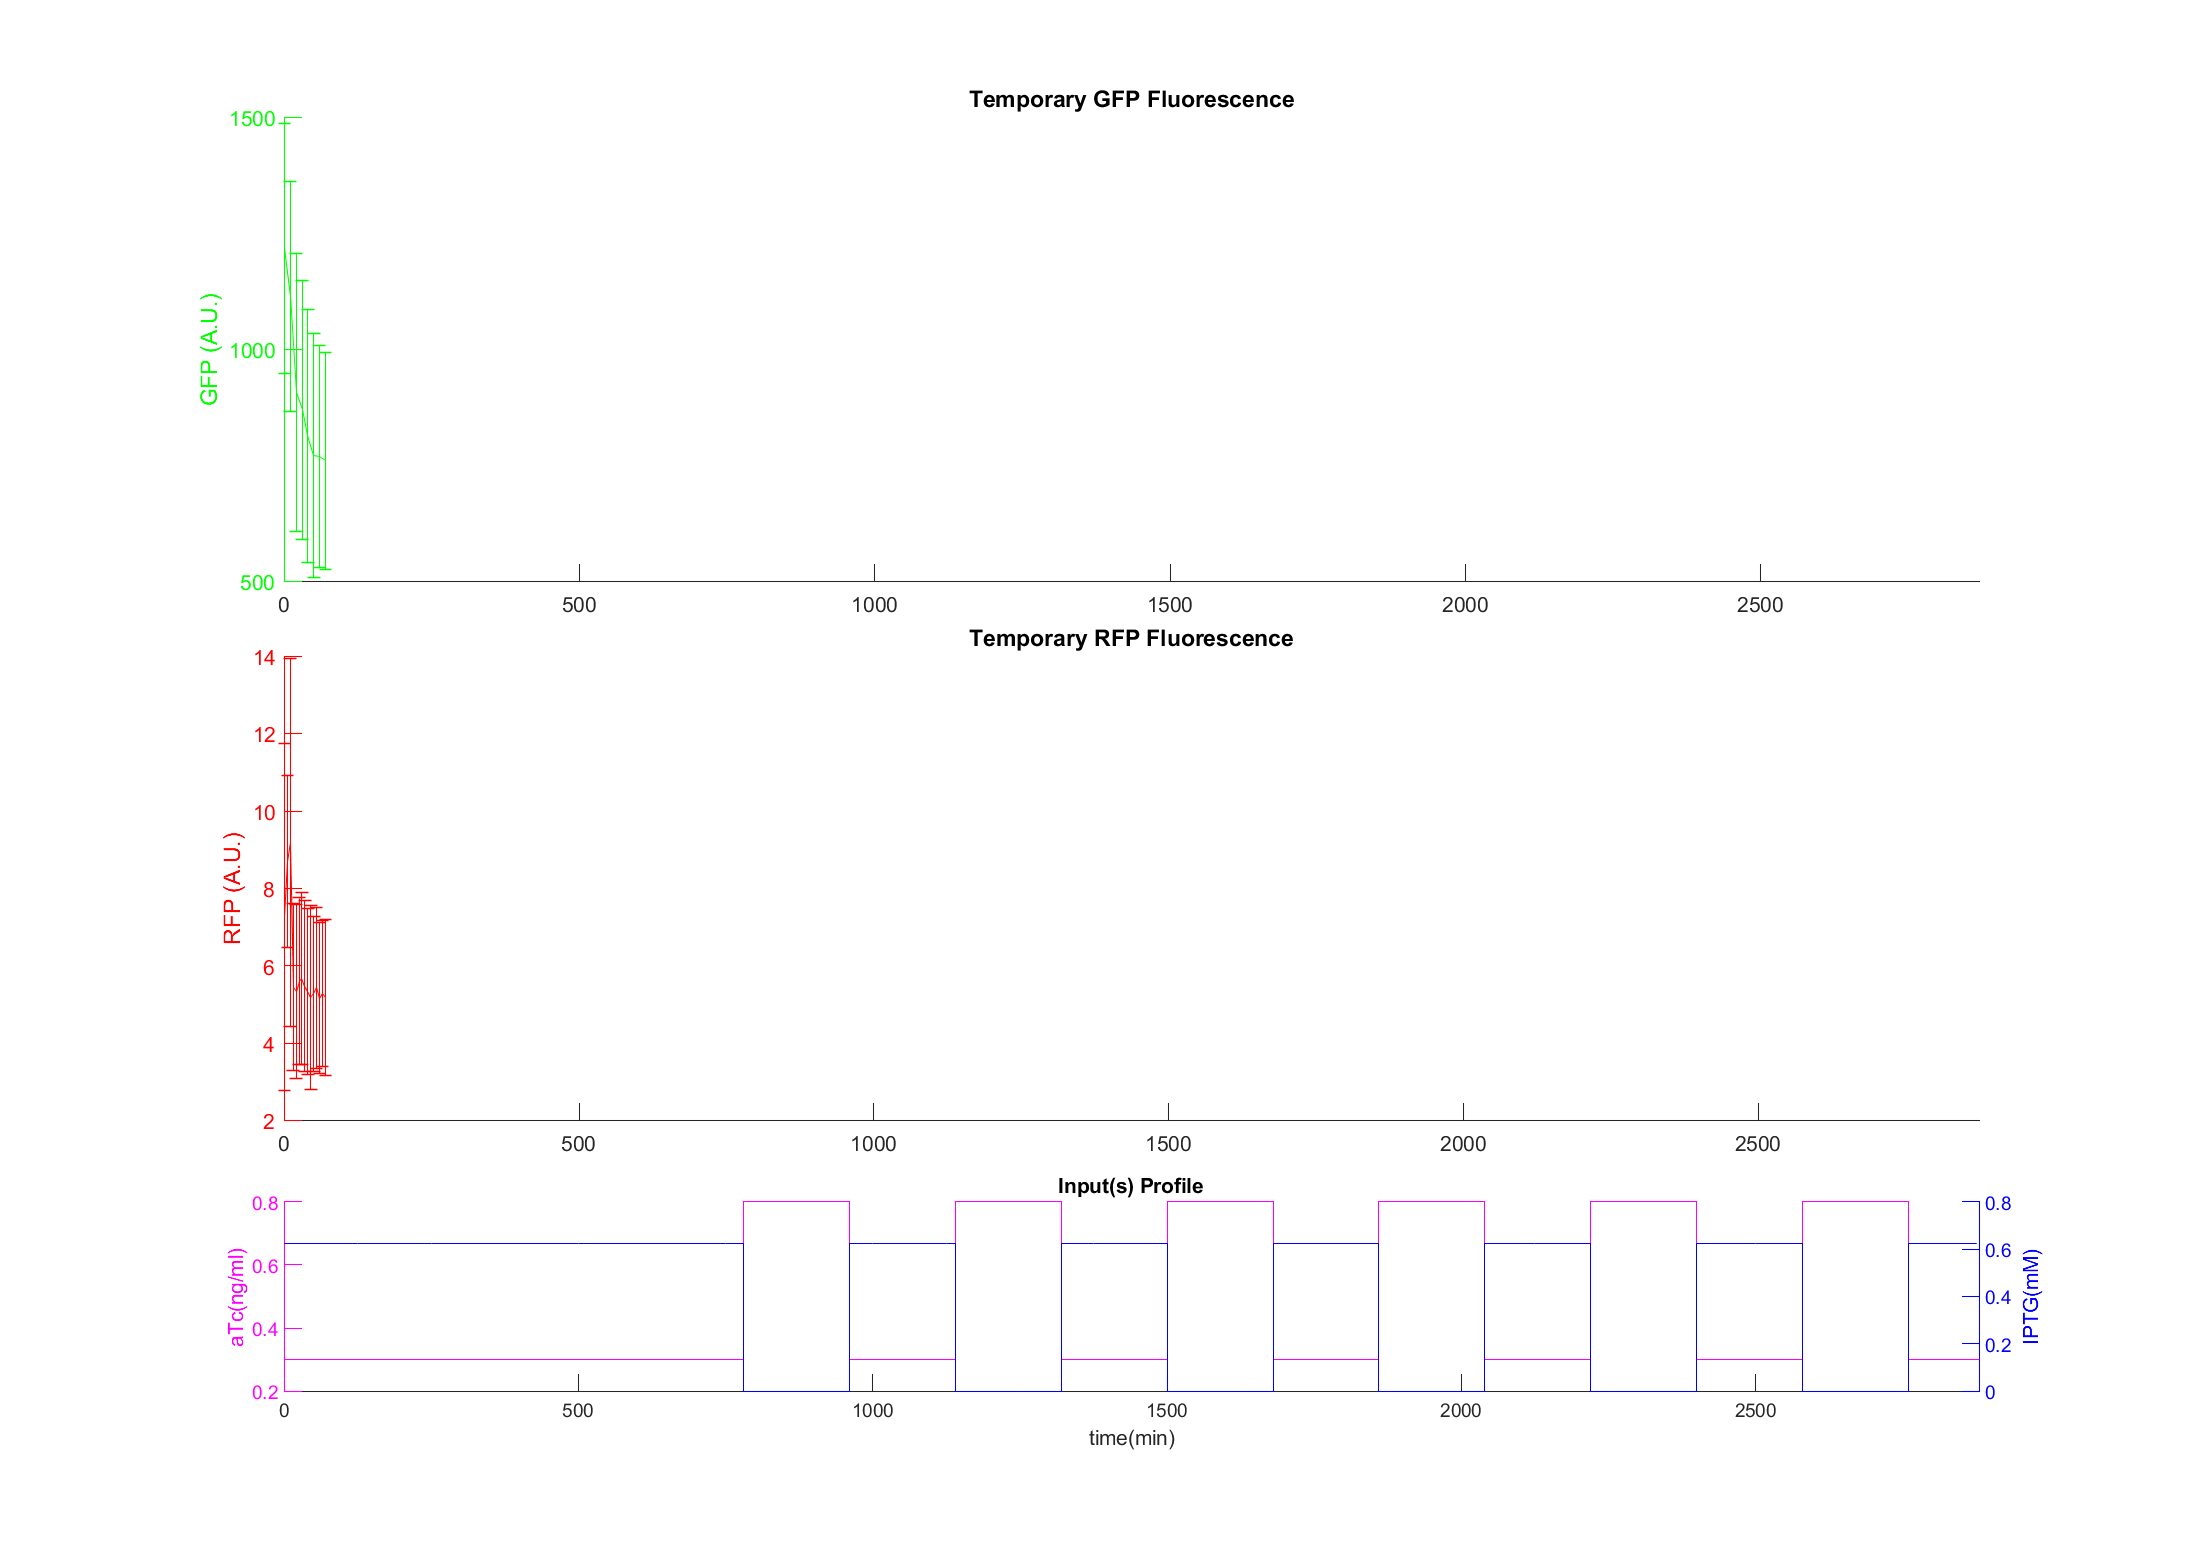 Temporary GFP Fluorescence
1500
1000
500
GFP (A.U.)
0 500 1000 1500 2000 2500
Temporary RFP Fluorescence
14
12
10
8
6
4
2
RFP (A.U.)
0 500 1000 1500 2000 2500
Input(s) Profile
0.8
0.6
0.4
0.2
aTc(ng/ml)
0.8
0.6
0.4
0.2
0
IPTG(mM)
0 500 1000 1500 2000 2500
time(min)